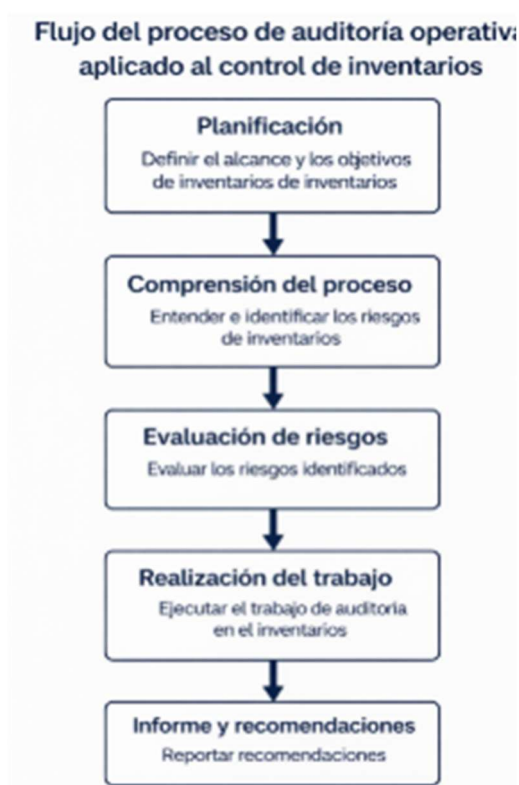 Flujo del proceso de auditoría operativa
aplicado al control de inventarios
Planificación
Definir el alcance y los objetivos
de inventarios de inventarios
Comprensión del proceso
Entender e identificar los riesgos
de inventarios
Evaluación de riesgos
Evaluar los riesgos identificados
Realización del trabajo
Ejecutar el trabajo de auditoria
en el inventarios
Informe y recomendaciones
Reportar recomendaciones